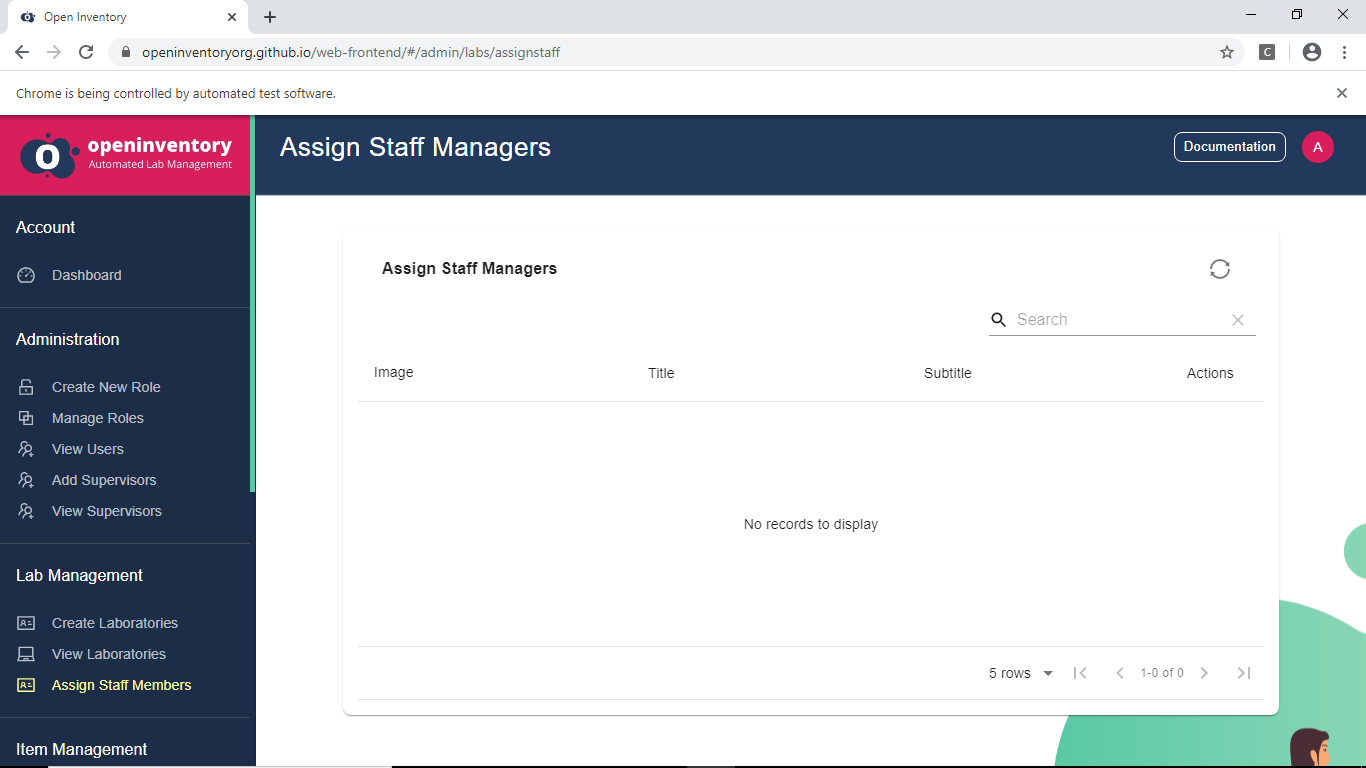 Open Inventory
openinventoryorg.github.io/web-frontend/#/admin/labs/assignstaff
C
Chrome is being controlled by automated test software.
openinventory
Automated Lab Management
Assign Staff Managers
Documentation
A
Account
Dashboard
Administration
Create New Role
Manage Roles
View Users
Add Supervisors
View Supervisors
Lab Management
Create Laboratories
View Laboratories
Assign Staff Members
Item Management
Assign Staff Managers
Search
Image Title Subtitle Actions
No records to display
5 rows 1-0 of 0